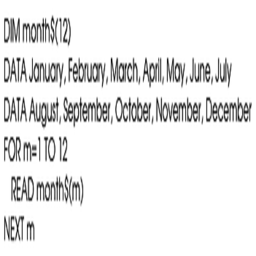 DIM month$(12)
DATA January, February, March, April, May, June, July
DATA August, September, October, November, December
FOR m=1 TO 12
READ month$(m)
NEXT m